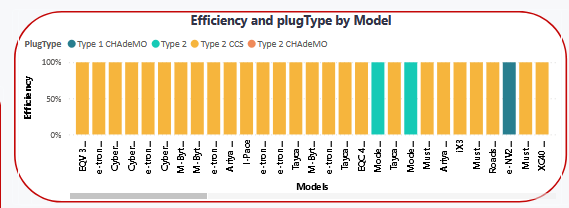 Efficiency and plugType by Model
PlugType Type 1 CHAdeMO Type 2 Type 2 CCS Type 2 CHAdeMO
100%
50%
0%
Efficiency
EQV 3...
e-tron...
Cyber...
Cyber...
e-tron...
Cyber...
M-Byt...
M-Byt...
e-tron...
Ariya ...
I-Pace
e-tron...
e-tron...
Tayca...
M-Byt...
e-tron...
Tayca...
EQC 4...
Mode...
Tayca...
Mode...
Must...
Ariya ...
iX3
Must...
Roads...
e-NV2...
Must...
XC40 ...
Models